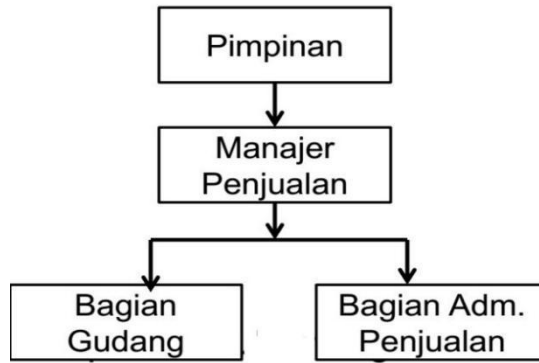 Pimpinan
Manajer
Penjualan
Bagian
Gudang
Bagian Adm.
Penjualan